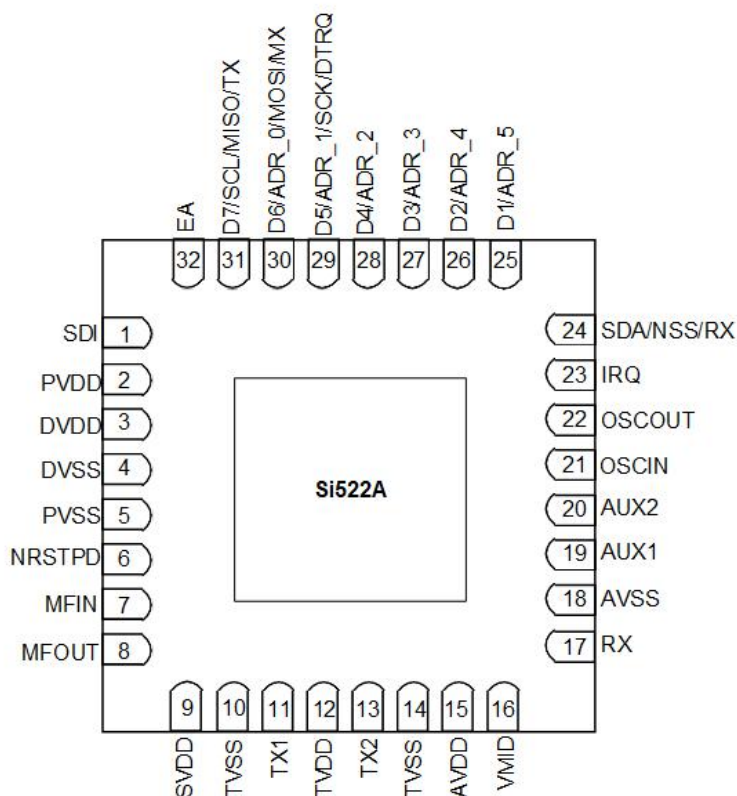 EA
D7/SCL/MISO/TX
D6/ADR_0/MOSI/MX
D5/ADR_1/SCK/DTRQ
D4/ADR_2
D3/ADR_3
D2/ADR_4
D1/ADR_5
32
31
30
29
28
27
26
25
SDI 1
PVDD 2
DVDD 3
DVSS 4
PVSS 5
NRSTPD 6
MFIN 7
MFOUT 8
Si522A
24 SDA/NSS/RX
23 IRQ
22 OSCOUT
21 OSCIN
20 AUX2
19 AUX1
18 AVSS
17 RX
9
10
11
12
13
14
15
16
SVDD
TVSS
TX1
TVDD
TX2
TVSS
AVDD
VMID